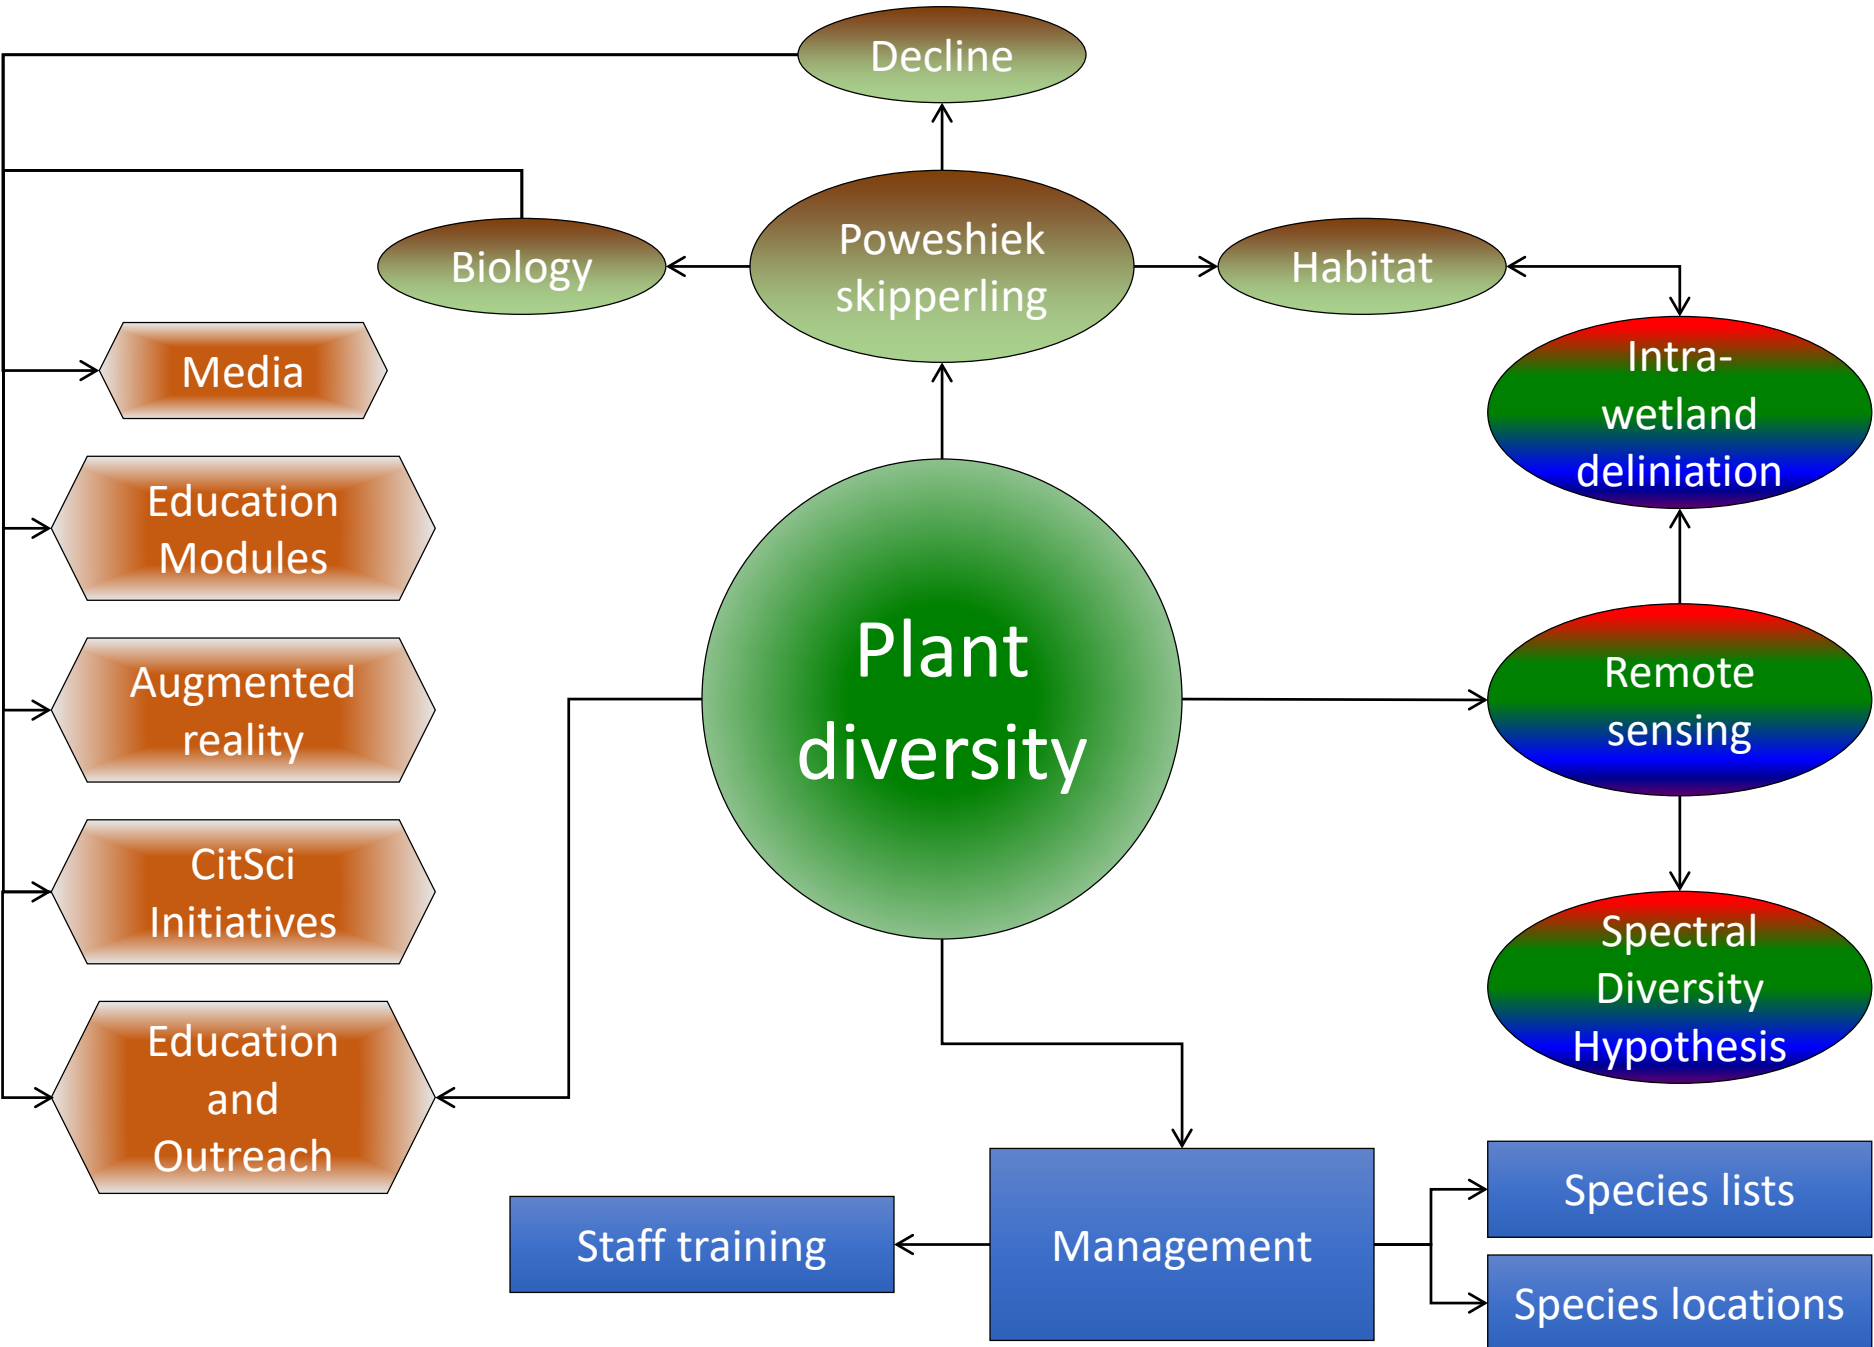 Decline
Poweshiek
skipperling
Biology
Habitat
Media
Intra-
wetland
deliniation
Education
Modules
Augmented
reality
Plant
diversity
Remote
sensing
CitSci
Initiatives
Spectral
Diversity
Hypothesis
Education
and
Outreach
Staff training
Management
Species lists
Species locations